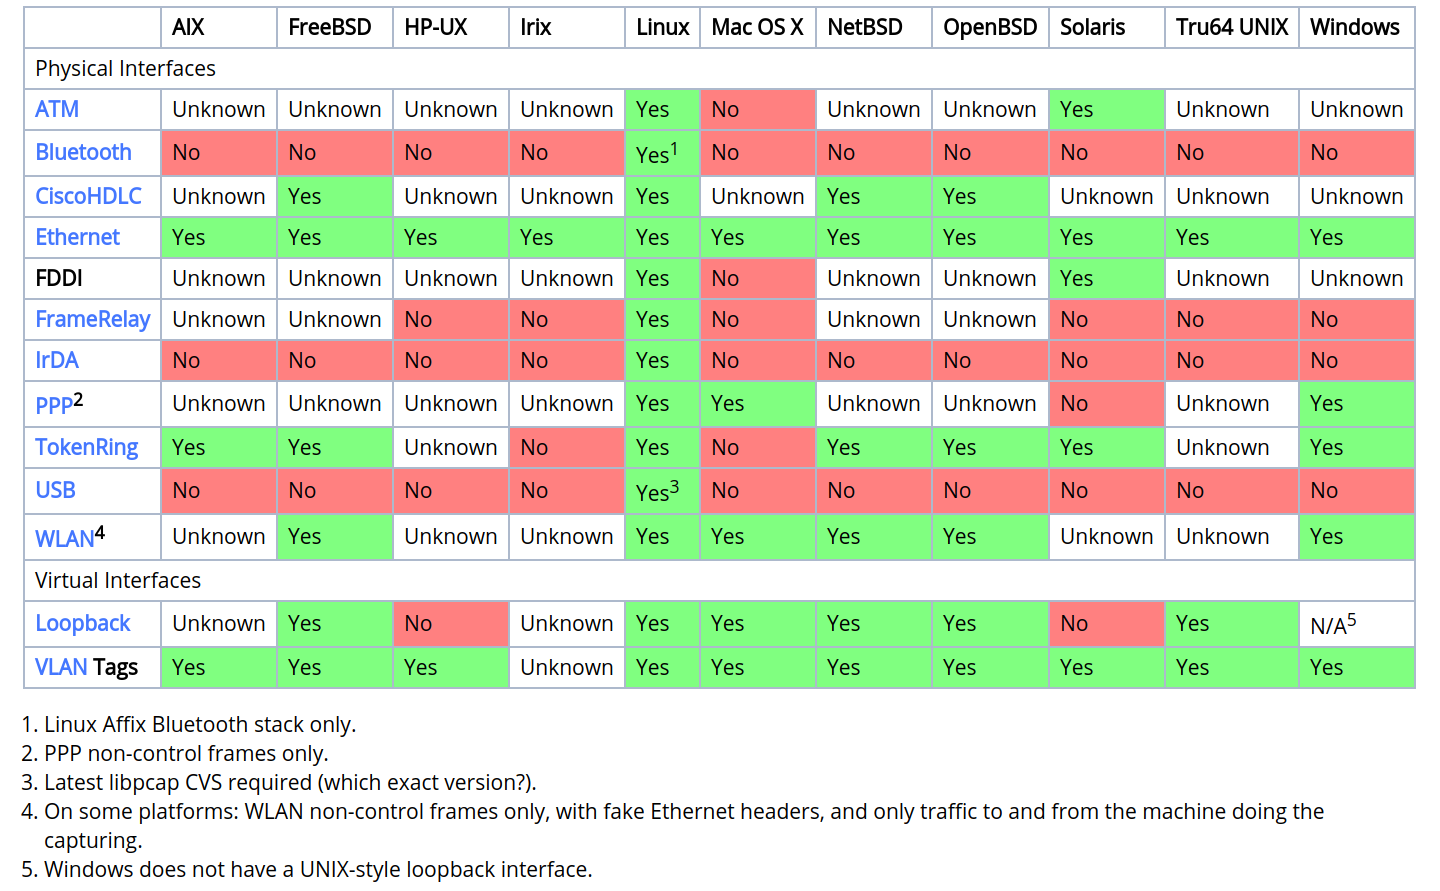 AIX FreeBSD HP-UX Irix Linux Mac OS X NetBSD OpenBSD Solaris Tru64 UNIX Windows
Physical Interfaces
ATM Unknown Unknown Unknown Unknown Yes No Unknown Unknown Yes Unknown Unknown
Bluetooth No No No No Yes1 No No No No No No
CiscoHDLC Unknown Yes Unknown Unknown Yes Unknown Yes Yes Unknown Unknown Unknown
Ethernet Yes Yes Yes Yes Yes Yes Yes Yes Yes Yes Yes
FDDI Unknown Unknown Unknown Unknown Yes No Unknown Unknown Yes Unknown Unknown
FrameRelay Unknown Unknown No No Yes No Unknown Unknown No No No
IrDA No No No No Yes No No No No No No
PPP2 Unknown Unknown Unknown Unknown Yes Yes Unknown Unknown No Unknown Yes
TokenRing Yes Yes Unknown No Yes No Yes Yes Yes Unknown Yes
USB No No No No Yes3 No No No No No No
WLAN4 Unknown Yes Unknown Unknown Yes Yes Yes Yes Unknown Unknown Yes
Virtual Interfaces
Loopback Unknown Yes No Unknown Yes Yes Yes Yes No Yes N/A5
VLAN Tags Yes Yes Yes Unknown Yes Yes Yes Yes Yes Yes Yes
1. Linux Affix Bluetooth stack only.
2. PPP non-control frames only.
3. Latest libpcap CVS required (which exact version?).
4. On some platforms: WLAN non-control frames only, with fake Ethernet headers, and only traffic to and from the machine doing the
capturing.
5. Windows does not have a UNIX-style loopback interface.